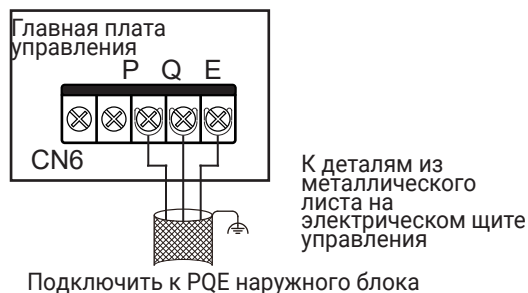 Главная плата
управления
P Q E
CN6
К деталям из
металлического
листа на
электрическом щите
управления
Подключить к PQE наружного блока